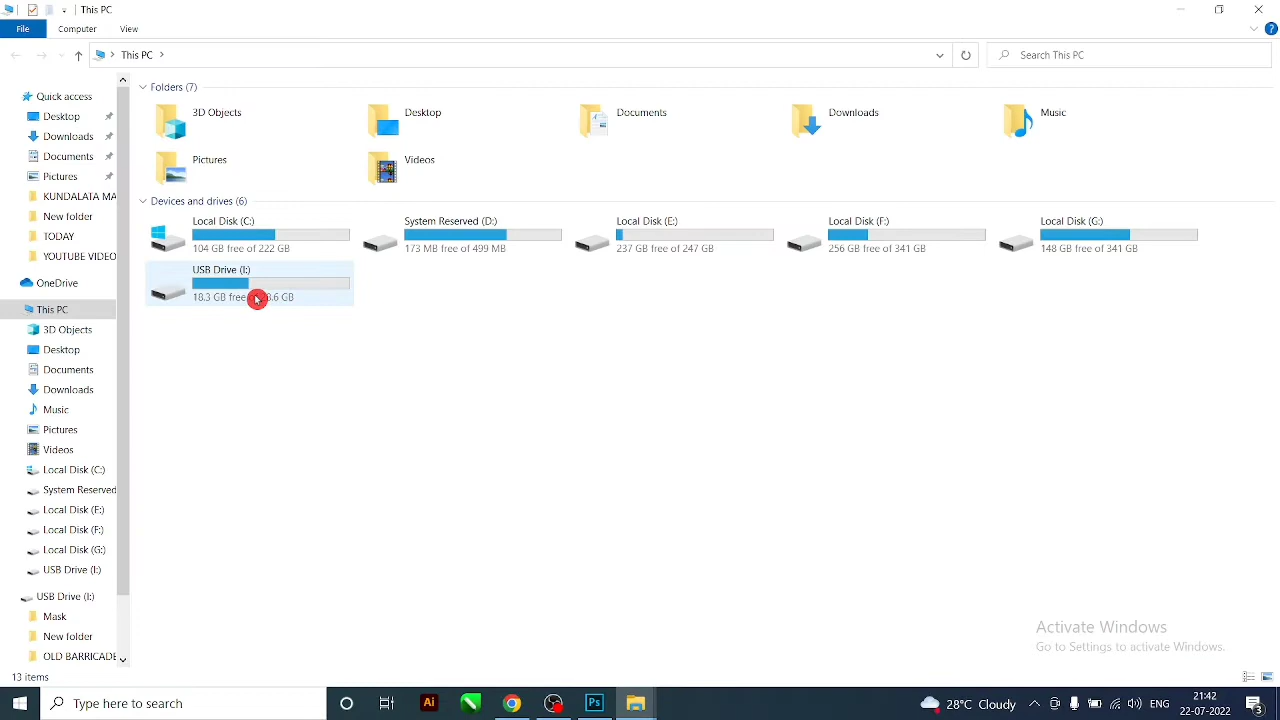 This PC
File Computer View
This PC
Search This PC
Quick access
Desktop
Downloads
Documents
Pictures
KUNDALATA MA
New folder
TODAY
YOUTUBE VIDEO
OneDrive
This PC
3D Objects
Desktop
Documents
Downloads
Music
Pictures
Videos
Local Disk (C:)
System Reserved
Local Disk (E:)
Local Disk (F:)
Local Disk (G:)
USB Drive (I:)
USB Drive (I:)
Mask
New folder
OLD BARRICADE
Folders (7)
3D Objects
Desktop
Documents
Downloads
Music
Pictures
Videos
Devices and drives (6)
Local Disk (C:)
104 GB free of 222 GB
System Reserved (D:)
173 MB free of 499 MB
Local Disk (E:)
237 GB free of 247 GB
Local Disk (F:)
256 GB free of 341 GB
Local Disk (G:)
148 GB free of 341 GB
USB Drive (I:)
18.3 GB free 8.6 GB
Activate Windows
Go to Settings to activate Windows.
13 items
Type here to search
Ai
Ps
28°C Cloudy
ENG
21:42
22-07-2022
3